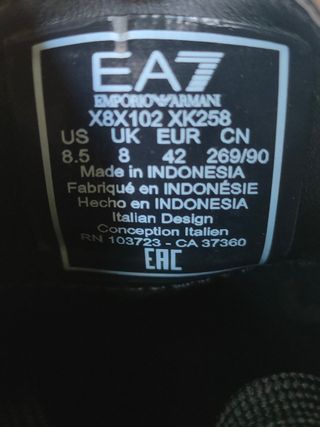 EA7
EMPORIO ARMANI
X8X102 XK258
US UK EUR CN
8.5 8 42 269/90
Made in INDONESIA
Fabriqué en INDONÉSIE
Hecho en INDONESIA
Italian Design
Conception Italien
RN 103723 - CA 37360
EAC